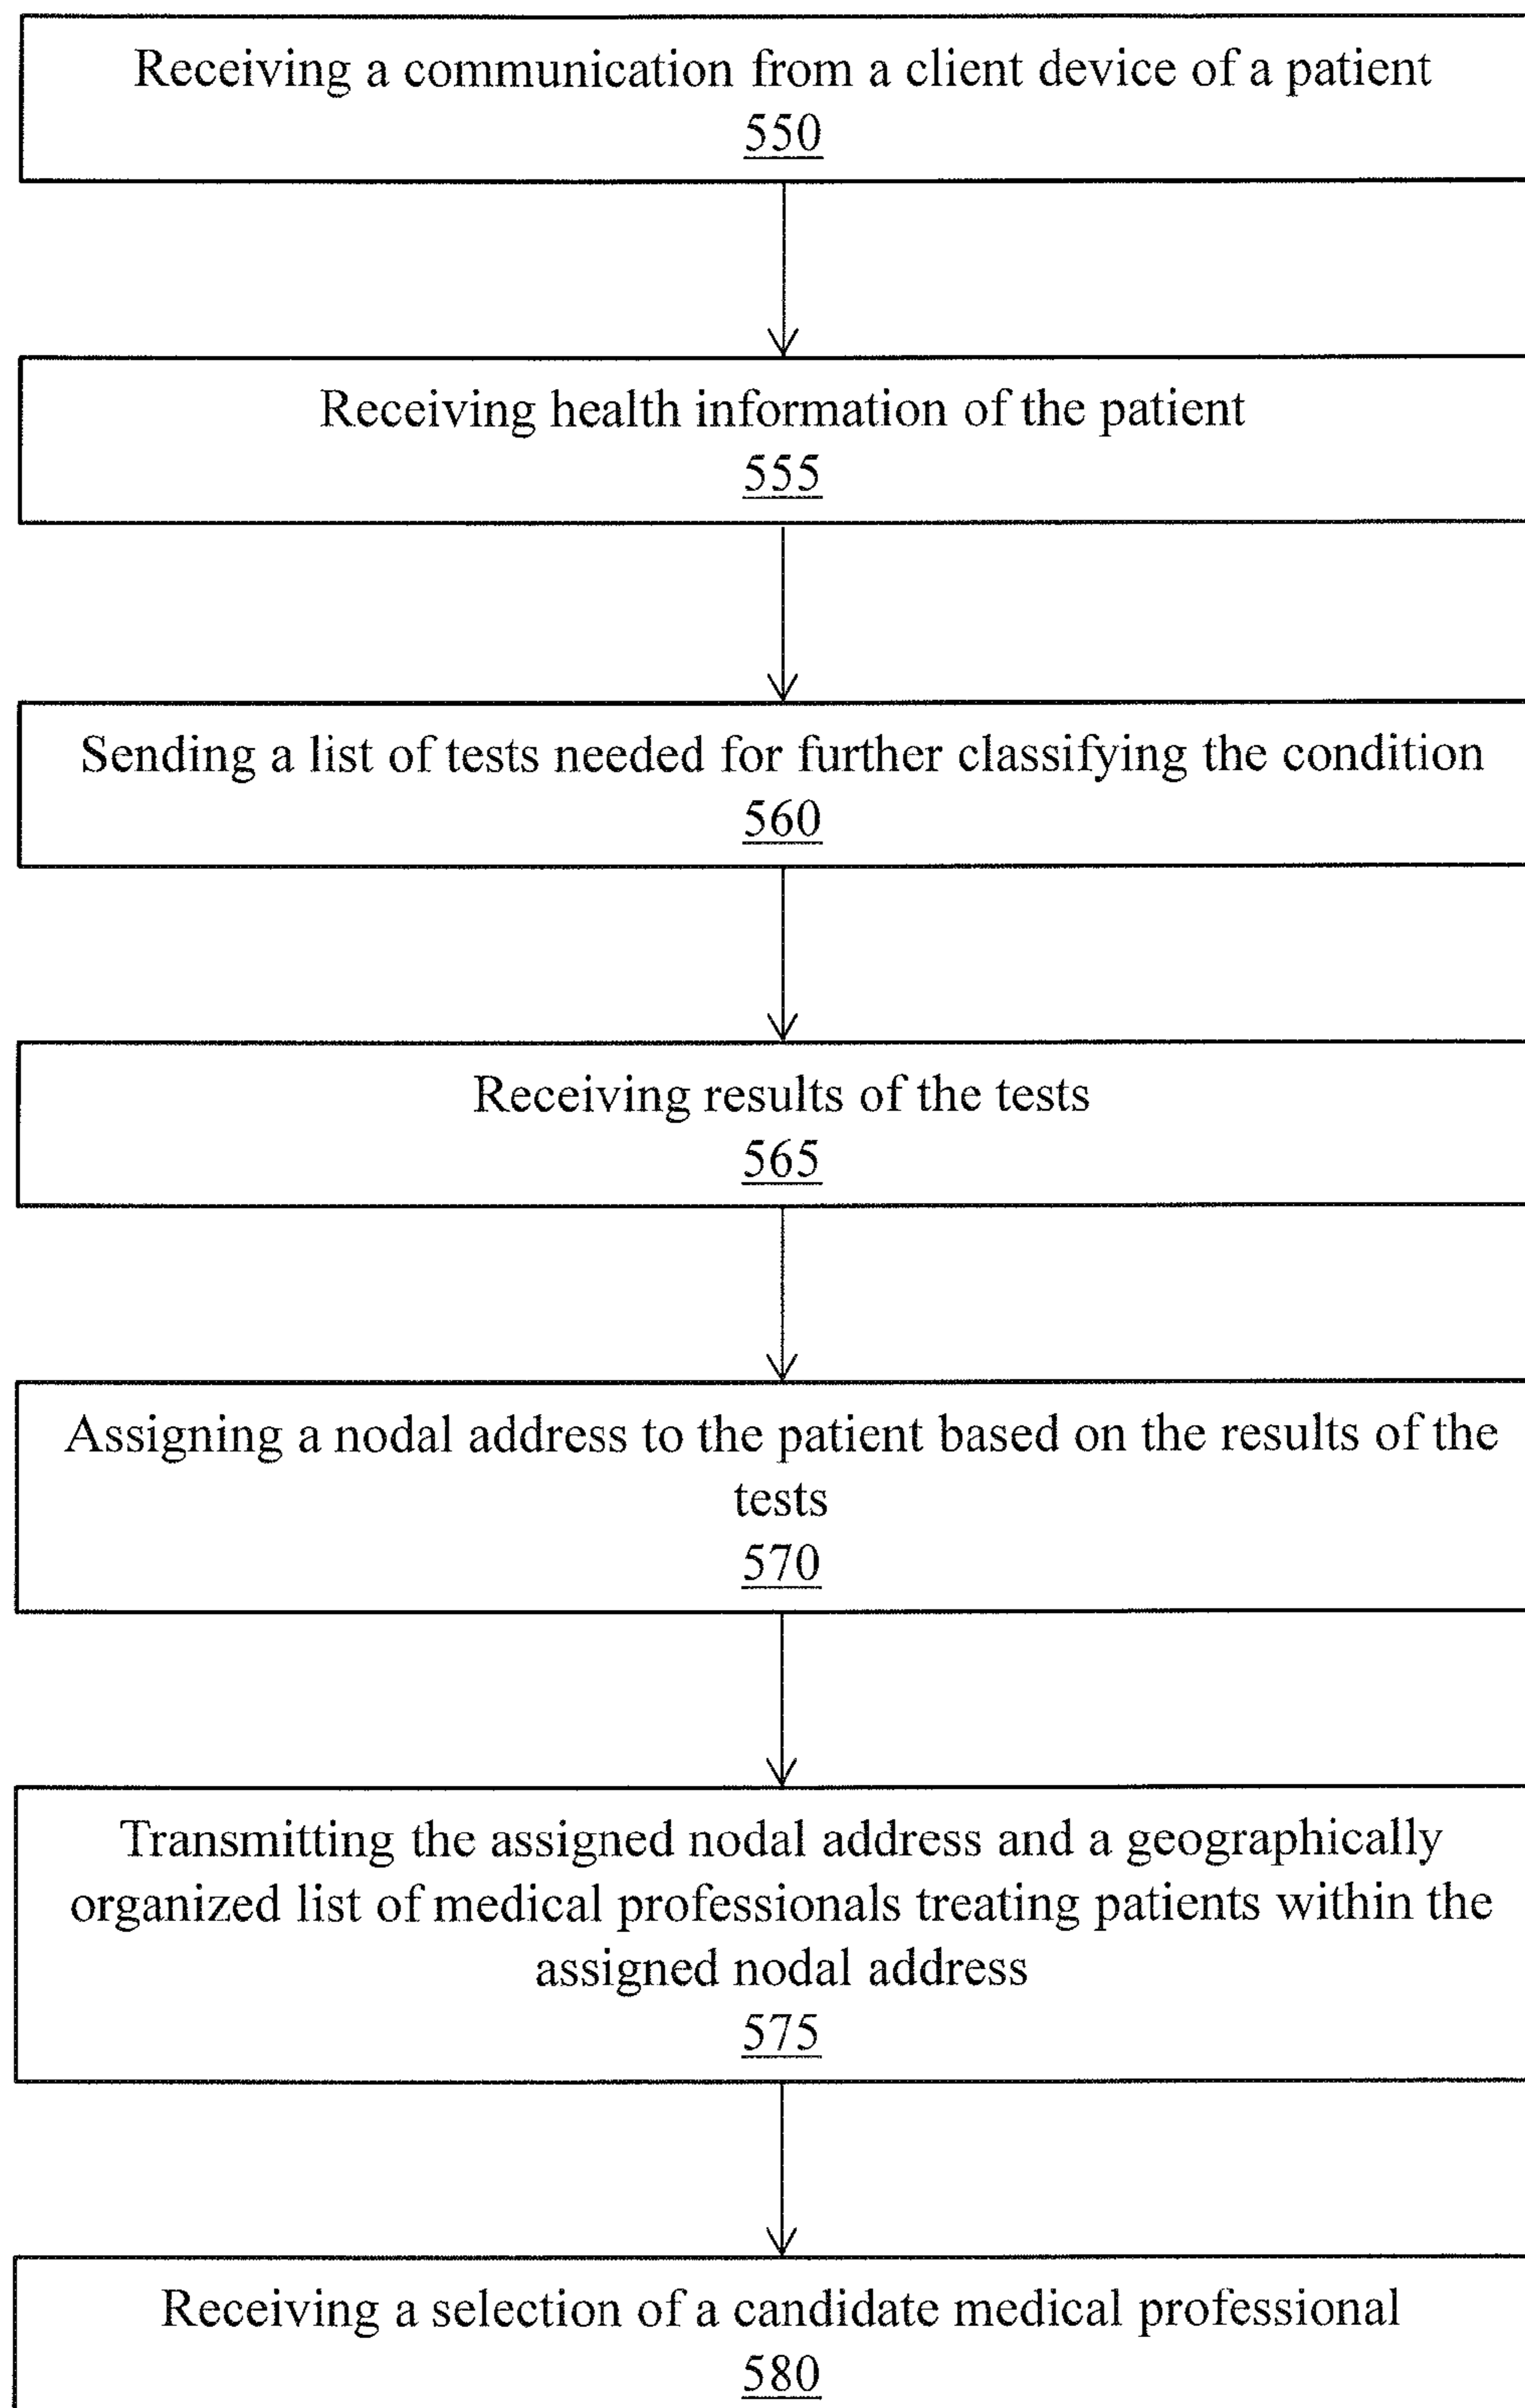 Receiving a communication from a client device of a patient
550
Receiving health information of the patient
555
Sending a list of tests needed for further classifying the condition
560
Receiving results of the tests
565
Assigning a nodal address to the patient based on the results of the
tests
570
Transmitting the assigned nodal address and a geographically
organized list of medical professionals treating patients within the
assigned nodal address
575
Receiving a selection of a candidate medical professional
580